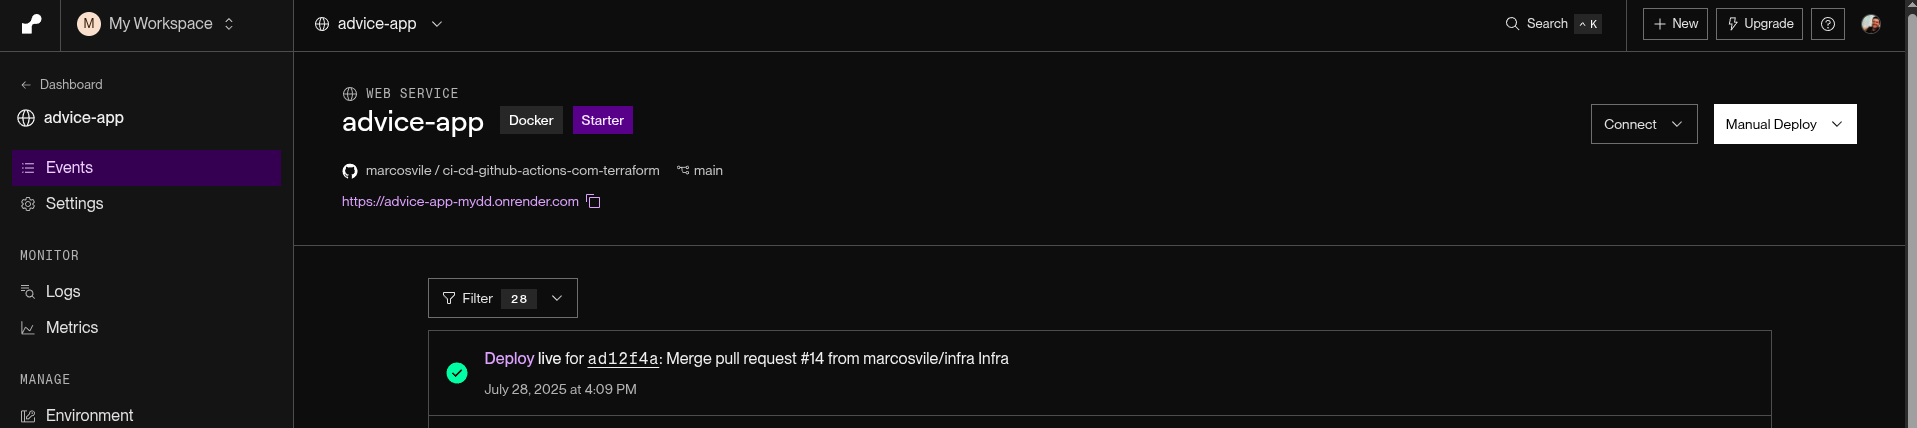 M My Workspace
advice-app
Search ^ K
+ New
Upgrade
← Dashboard
advice-app
Events
Settings
MONITOR
Logs
Metrics
MANAGE
Environment
WEB SERVICE
advice-app Docker Starter
Connect
Manual Deploy
marcosvile / ci-cd-github-actions-com-terraform main
https://advice-app-mydd.onrender.com
Filter 28
Deploy live for ad12f4a: Merge pull request #14 from marcosvile/infra Infra
July 28, 2025 at 4:09 PM